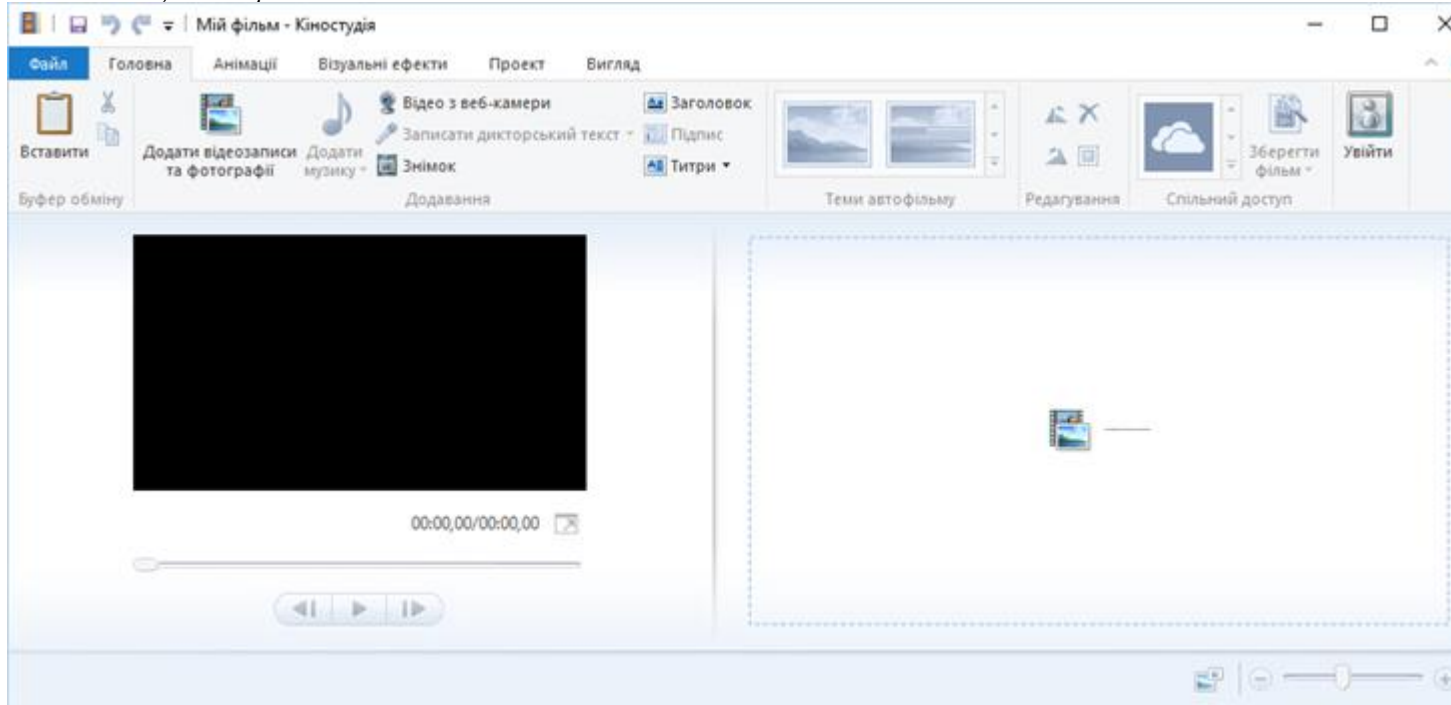 Мій фільм - Кіностудія
Файл Головна Анімації Візуальні ефекти Проект Вигляд
Вставити
Додати відеозаписи та фотографії
Додати музику
Відео з веб-камери
Записати дикторський текст
Знімок
Заголовок
Підпис
Титри
Зберегти фільм
Увійти
Буфер обміну Додавання Теми автофільму Редагування Спільний доступ
00:00,00/00:00,00